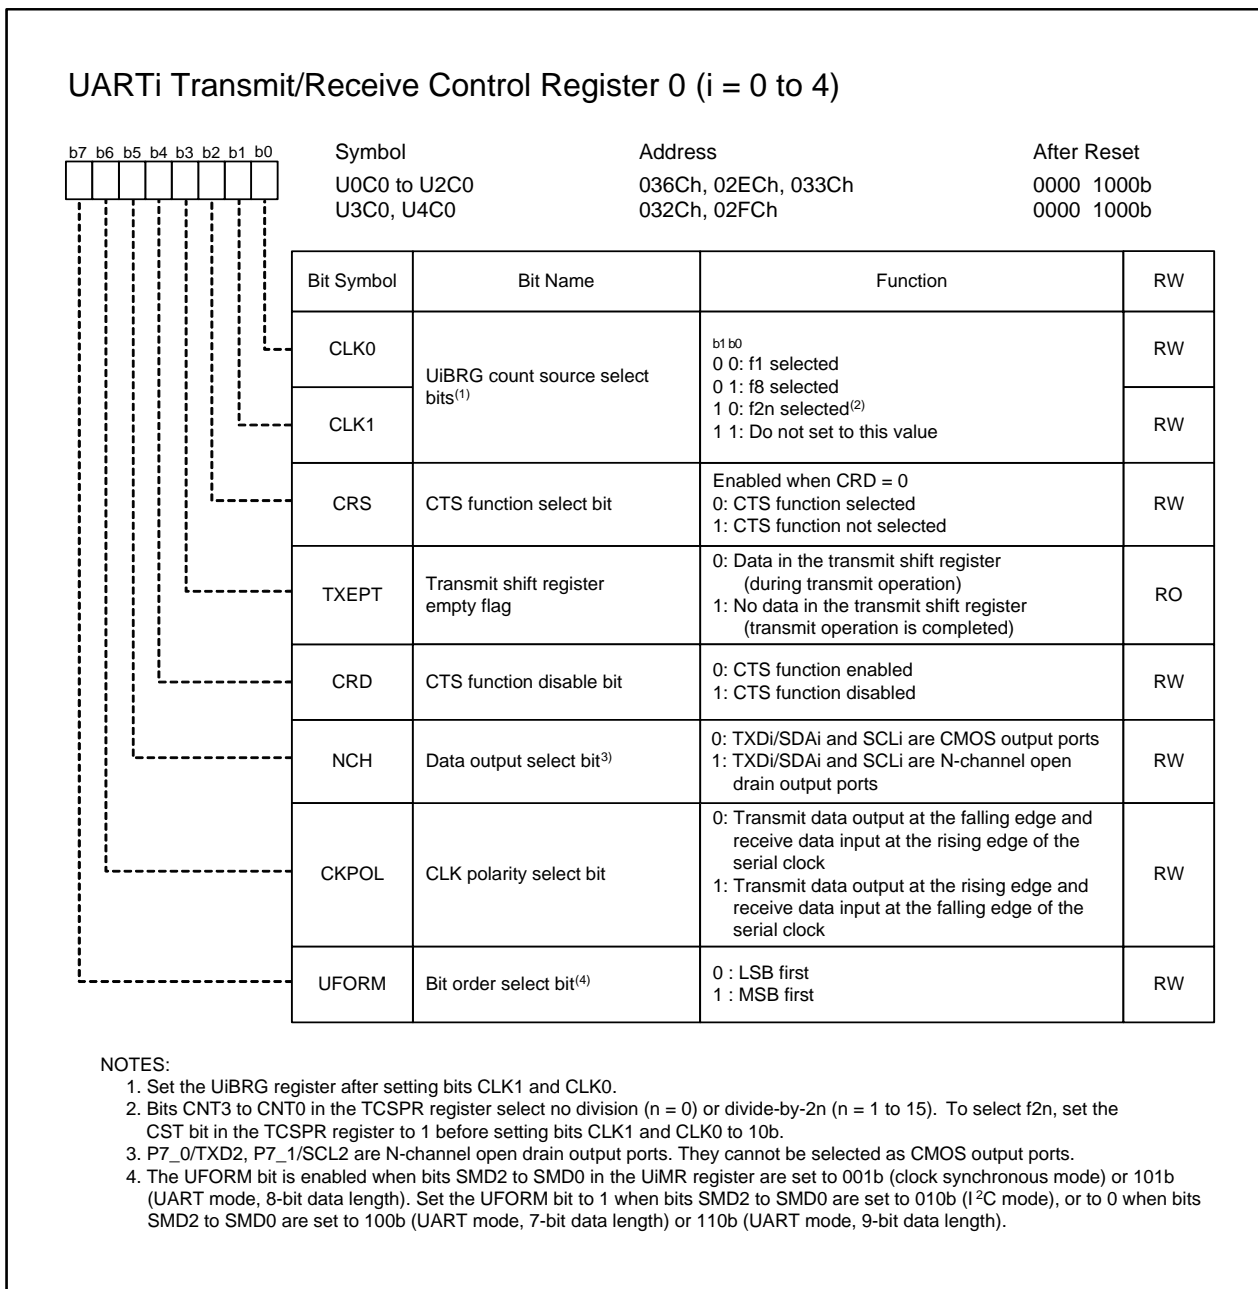 UARTi Transmit/Receive Control Register 0 (i = 0 to 4)
b7 b6 b5 b4 b3 b2 b1 b0
Symbol Address After Reset
U0C0 to U2C0 036Ch, 02ECh, 033Ch 0000 1000b
U3C0, U4C0 032Ch, 02FCh 0000 1000b
Bit Symbol Bit Name Function RW
CLK0 RW
CLK1 RW
UiBRG count source select
bits(1)
b1 b0
0 0: f1 selected
0 1: f8 selected
1 0: f2n selected(2)
1 1: Do not set to this value
CRS CTS function select bit RW
Enabled when CRD = 0
0: CTS function selected
1: CTS function not selected
TXEPT RO
Transmit shift register
empty flag
0: Data in the transmit shift register
(during transmit operation)
1: No data in the transmit shift register
(transmit operation is completed)
CRD CTS function disable bit RW
0: CTS function enabled
1: CTS function disabled
NCH Data output select bit3) RW
0: TXDi/SDAi and SCLi are CMOS output ports
1: TXDi/SDAi and SCLi are N-channel open
drain output ports
CKPOL CLK polarity select bit RW
0: Transmit data output at the falling edge and
receive data input at the rising edge of the
serial clock
1: Transmit data output at the rising edge and
receive data input at the falling edge of the
serial clock
UFORM Bit order select bit(4) RW
0 : LSB first
1 : MSB first
NOTES:
1. Set the UiBRG register after setting bits CLK1 and CLK0.
2. Bits CNT3 to CNT0 in the TCSPR register select no division (n = 0) or divide-by-2n (n = 1 to 15). To select f2n, set the
CST bit in the TCSPR register to 1 before setting bits CLK1 and CLK0 to 10b.
3. P7_0/TXD2, P7_1/SCL2 are N-channel open drain output ports. They cannot be selected as CMOS output ports.
4. The UFORM bit is enabled when bits SMD2 to SMD0 in the UiMR register are set to 001b (clock synchronous mode) or 101b
(UART mode, 8-bit data length). Set the UFORM bit to 1 when bits SMD2 to SMD0 are set to 010b (I2C mode), or to 0 when bits
SMD2 to SMD0 are set to 100b (UART mode, 7-bit data length) or 110b (UART mode, 9-bit data length).